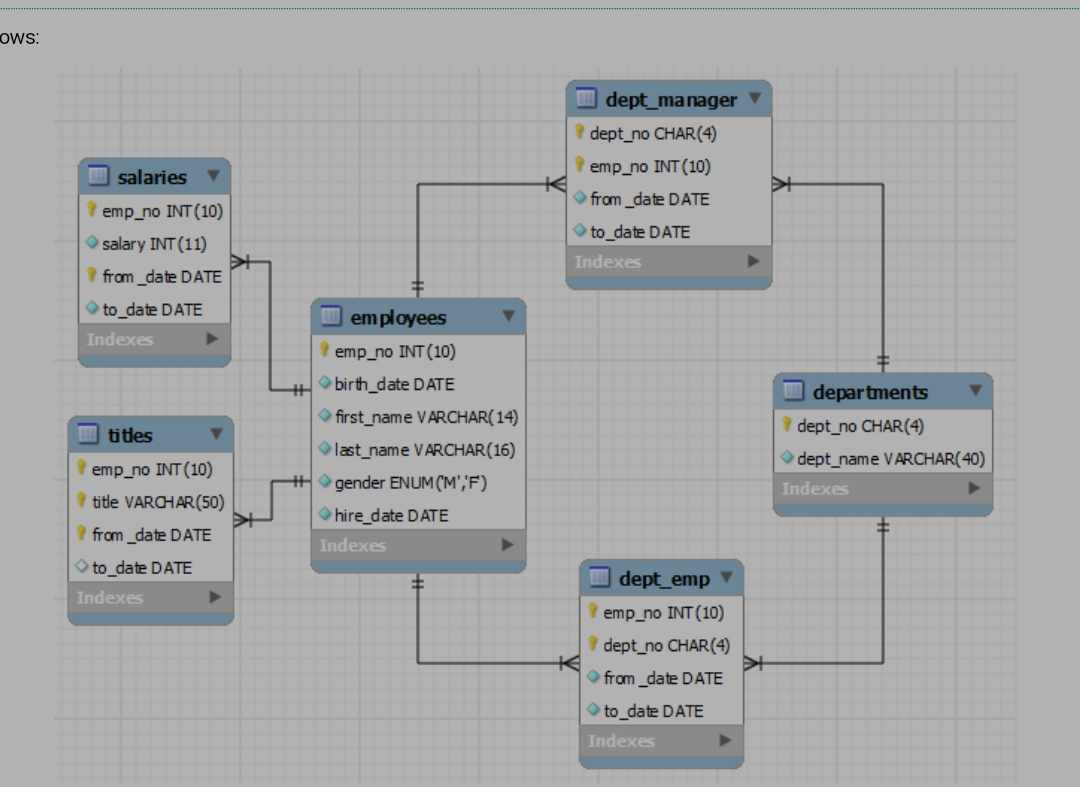 ows:
dept_manager
dept_no CHAR(4)
emp_no INT(10)
from_date DATE
to_date DATE
Indexes
salaries
emp_no INT(10)
salary INT(11)
from_date DATE
to_date DATE
Indexes
employees
emp_no INT(10)
birth_date DATE
first_name VARCHAR(14)
last_name VARCHAR(16)
gender ENUM('M','F')
hire_date DATE
Indexes
departments
dept_no CHAR(4)
dept_name VARCHAR(40)
Indexes
titles
emp_no INT(10)
title VARCHAR(50)
from_date DATE
to_date DATE
Indexes
dept_emp
emp_no INT(10)
dept_no CHAR(4)
from_date DATE
to_date DATE
Indexes